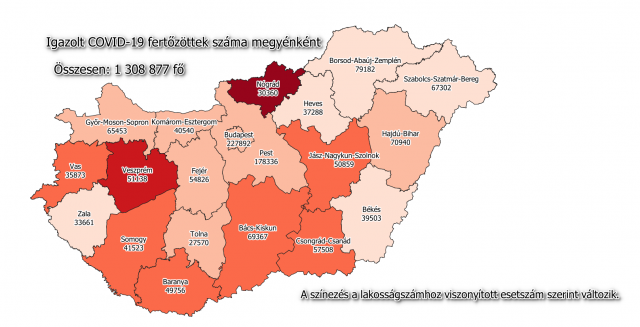 Igazolt COVID-19 fertőzöttek száma megyénként
Összesen: 1 308 877 fő
Borsod-Abaúj-Zemplén
79182
Szabolcs-Szatmár-Bereg
67302
Nógrád
30360
Heves
37288
Győr-Moson-Sopron
65453
Komárom-Esztergom
40540
Budapest
227892
Pest
178336
Hajdú-Bihar
70940
Jász-Nagykun-Szolnok
50859
Vas
35873
Veszprém
51138
Fejér
54826
Zala
33661
Békés
39503
Somogy
41523
Tolna
27570
Bács-Kiskun
69367
Csongrád-Csanád
57508
Baranya
49756
A színezés a lakosságszámhoz viszonyított esetszám szerint változik.